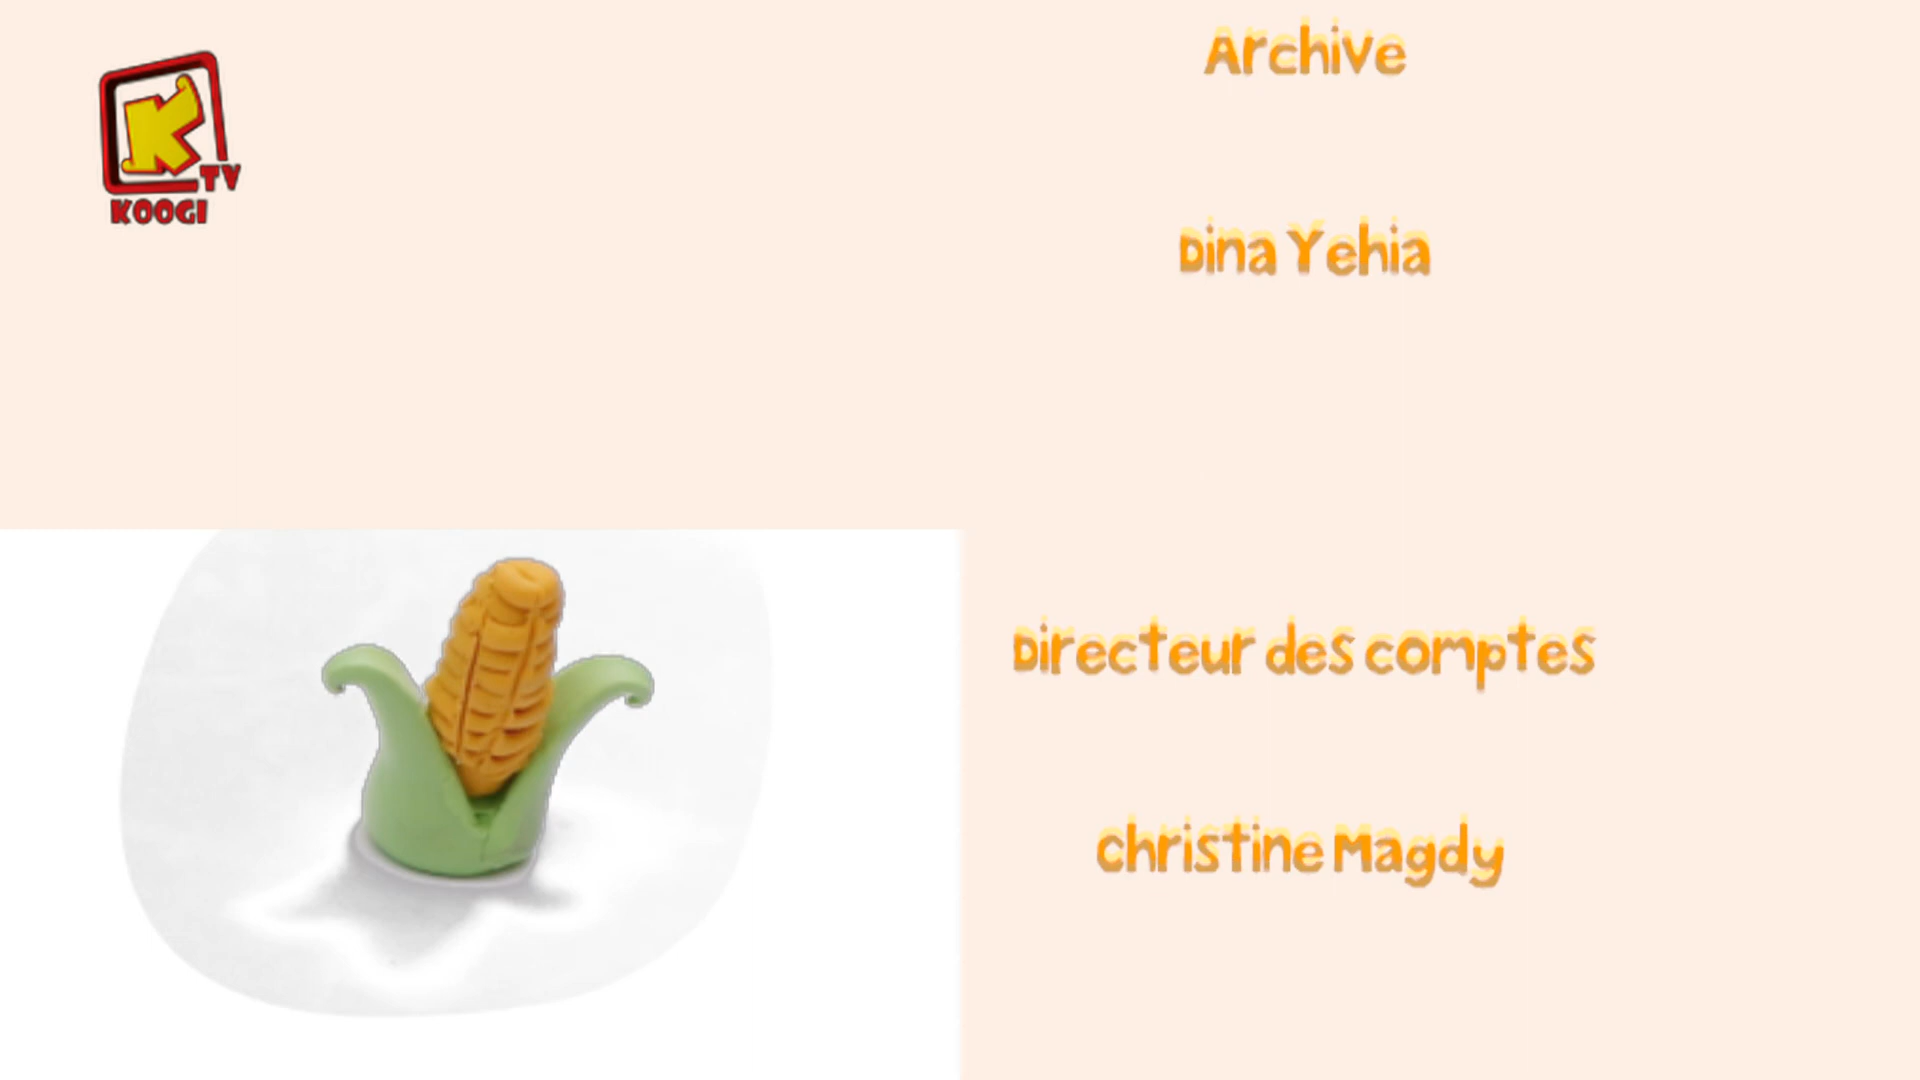 K
TV
KOOGI
Archive
Dina Yehia
Directeur des comptes
christine Magdy